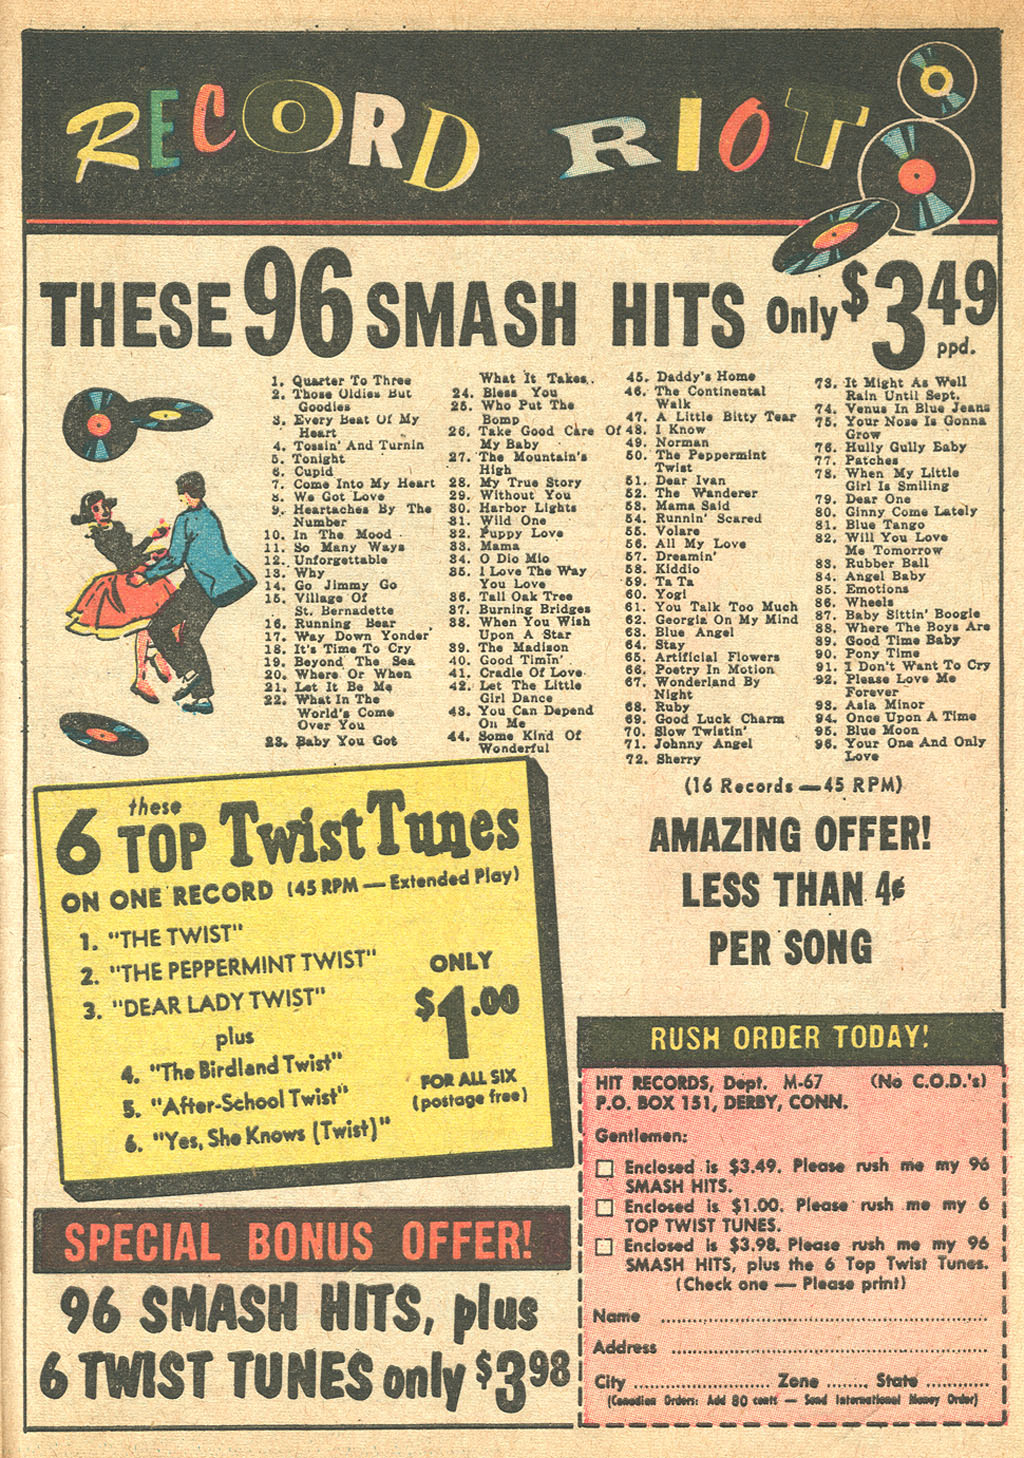 RECORD RIOT
THESE 96 SMASH HITS Only $3.49 ppd.
1. Quarter To Three
2. Those Oldies But
Goodies
3. Every Beat Of My
Heart
4. Tossin' And Turnin
5. Tonight
6. Cupid
7. Come Into My Heart
8. We Got Love
9. Heartaches By The
Number
10. In The Mood
11. So Many Ways
12. Unforgettable
13. Why
14. Go Jimmy Go
15. Village Of
St. Bernadette
16. Running Bear
17. Way Down Yonder
18. It's Time To Cry
19. Beyond The Sea
20. Where Or When
21. Let It Be Me
22. What In The
World's Come
Over You
23. Baby You Got
What It Takes.
24. Bless You
25. Who Put The
Bomp
26. Take Good Care Of
My Baby
27. The Mountain's
High
28. My True Story
29. Without You
30. Harbor Lights
31. Wild One
32. Puppy Love
33. Mama
34. O Dio Mio
35. I Love The Way
You Love
36. Tall Oak Tree
37. Burning Bridges
38. When You Wish
Upon A Star
39. The Madison
40. Good Timin'
41. Cradle Of Love
42. Let The Little
Girl Dance
43. You Can Depend
On Me
44. Some Kind Of
Wonderful
45. Daddy's Home
46. The Continental
Walk
47. A Little Bitty Tear
48. I Know
49. Norman
50. The Peppermint
Twist
51. Dear Ivan
52. The Wanderer
53. Mama Said
54. Runnin' Scared
55. Volare
56. All My Love
57. Dreamin'
58. Kiddio
59. Ta Ta
60. Yogi
61. You Talk Too Much
62. Georgia On My Mind
63. Blue Angel
64. Stay
65. Artificial Flowers
66. Poetry In Motion
67. Wonderland By
Night
68. Ruby
69. Good Luck Charm
70. Slow Twistin'
71. Johnny Angel
72. Sherry
73. It Might As Well
Rain Until Sept.
74. Venus In Blue Jeans
75. Your Nose Is Gonna
Grow
76. Hully Gully Baby
77. Patches
78. When My Little
Girl Is Smiling
79. Dear One
80. Ginny Come Lately
81. Blue Tango
82. Will You Love
Me Tomorrow
83. Rubber Ball
84. Angel Baby
85. Emotions
86. Wheels
87. Baby Sittin' Boogie
88. Where The Boys Are
89. Good Time Baby
90. Pony Time
91. I Don't Want To Cry
92. Please Love Me
Forever
93. Asia Minor
94. Once Upon A Time
95. Blue Moon
96. Your One And Only
Love
(16 Records — 45 RPM)
AMAZING OFFER!
LESS THAN 4¢
PER SONG
6 these TOP Twist Tunes
ON ONE RECORD (45 RPM — Extended Play)
1. "THE TWIST"
2. "THE PEPPERMINT TWIST"
3. "DEAR LADY TWIST"
plus
4. "The Birdland Twist"
5. "After-School Twist"
6. "Yes, She Knows (Twist)"
ONLY
$1.00
FOR ALL SIX
(postage free)
SPECIAL BONUS OFFER!
96 SMASH HITS, plus
6 TWIST TUNES only $3.98
RUSH ORDER TODAY!
HIT RECORDS, Dept. M-67 (No C.O.D.'s)
P.O. BOX 151, DERBY, CONN.
Gentlemen:
Enclosed is $3.49. Please rush me my 96
SMASH HITS.
Enclosed is $1.00. Please rush me my 6
TOP TWIST TUNES.
Enclosed is $3.98. Please rush me my 96
SMASH HITS, plus the 6 Top Twist Tunes.
(Check one — Please print)
Name
Address
City Zone State
(Canadian Orders: Add 80 cents — Send International Money Order)